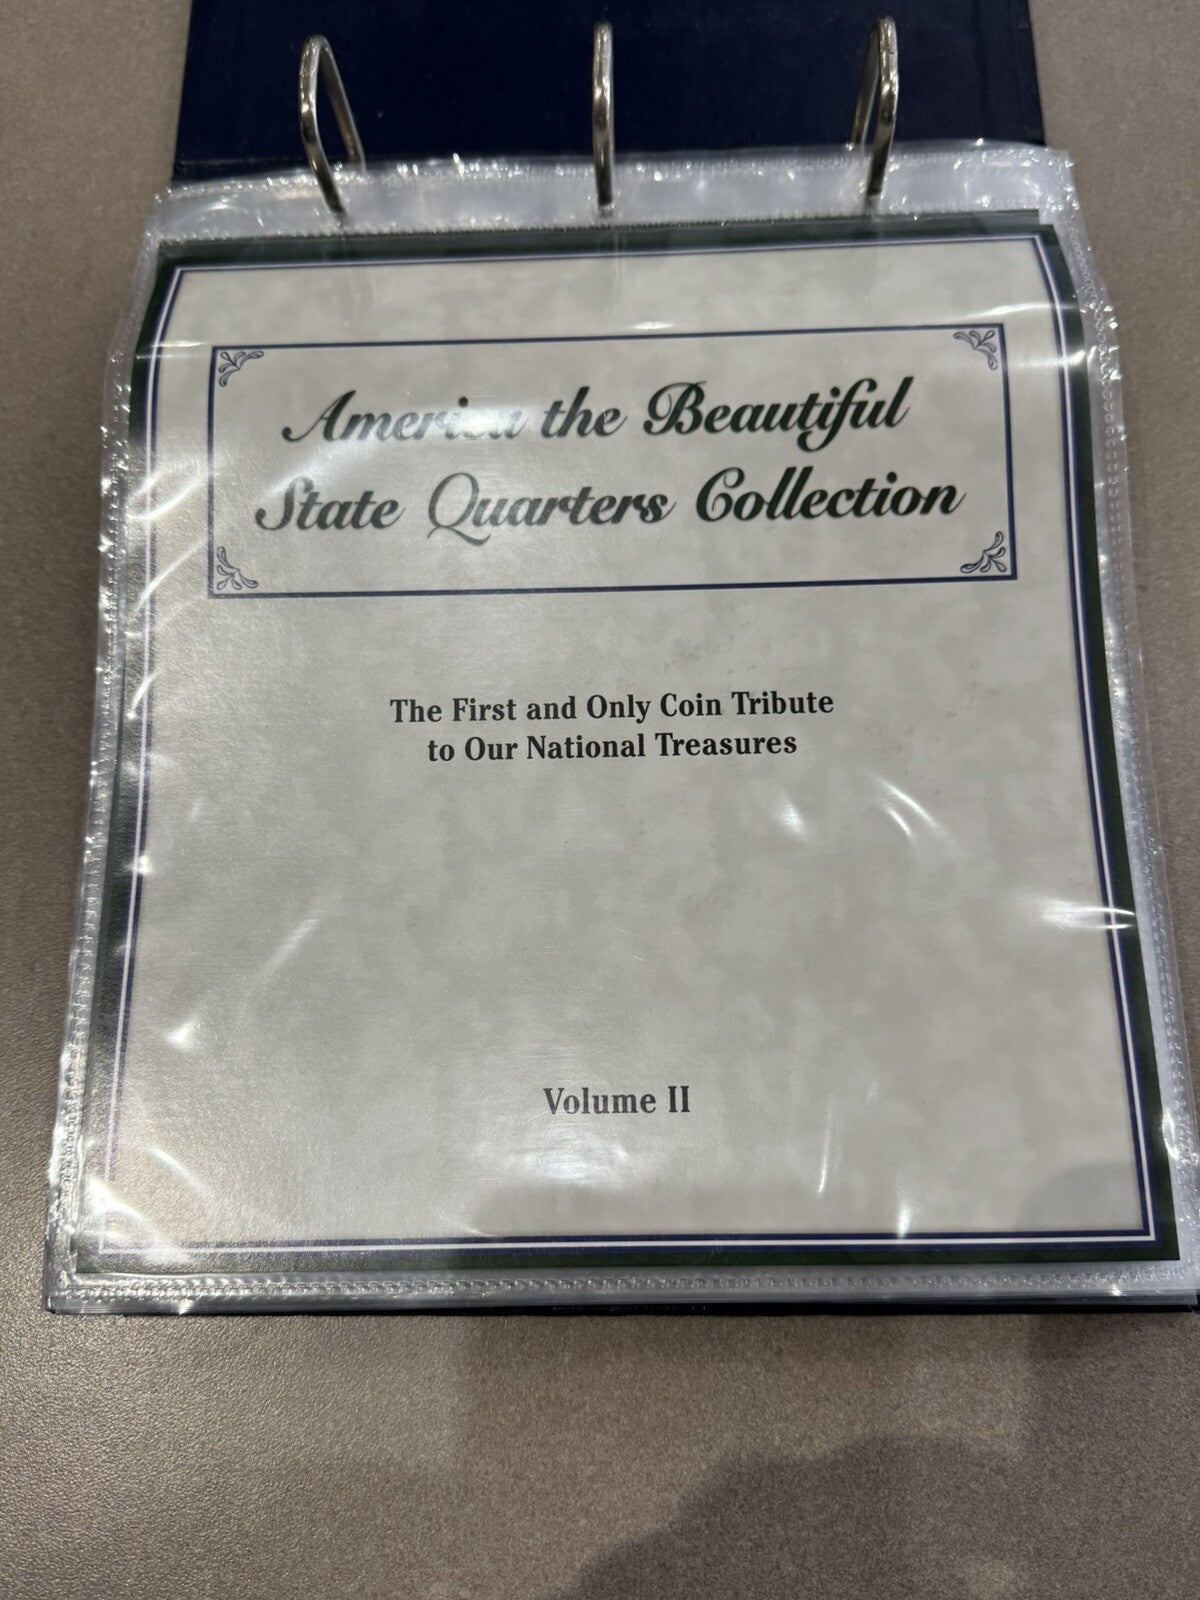 America the Beautiful
State Quarters Collection
The First and Only Coin Tribute
to Our National Treasures
Volume II